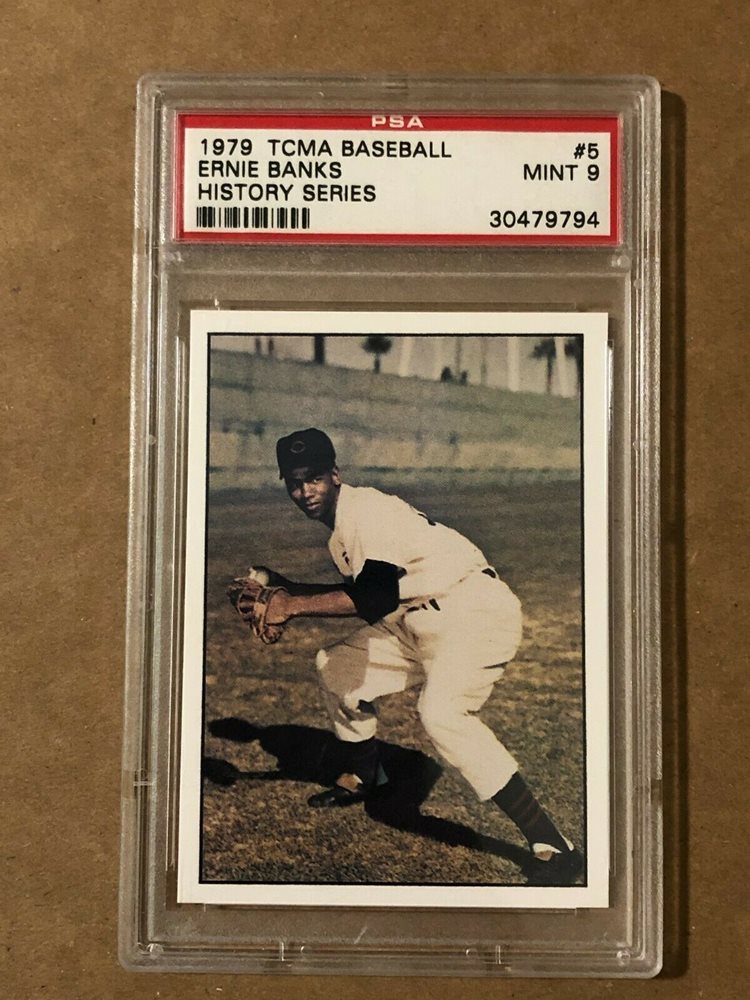 PSA
1979 TCMA BASEBALL #5
ERNIE BANKS MINT 9
HISTORY SERIES
30479794